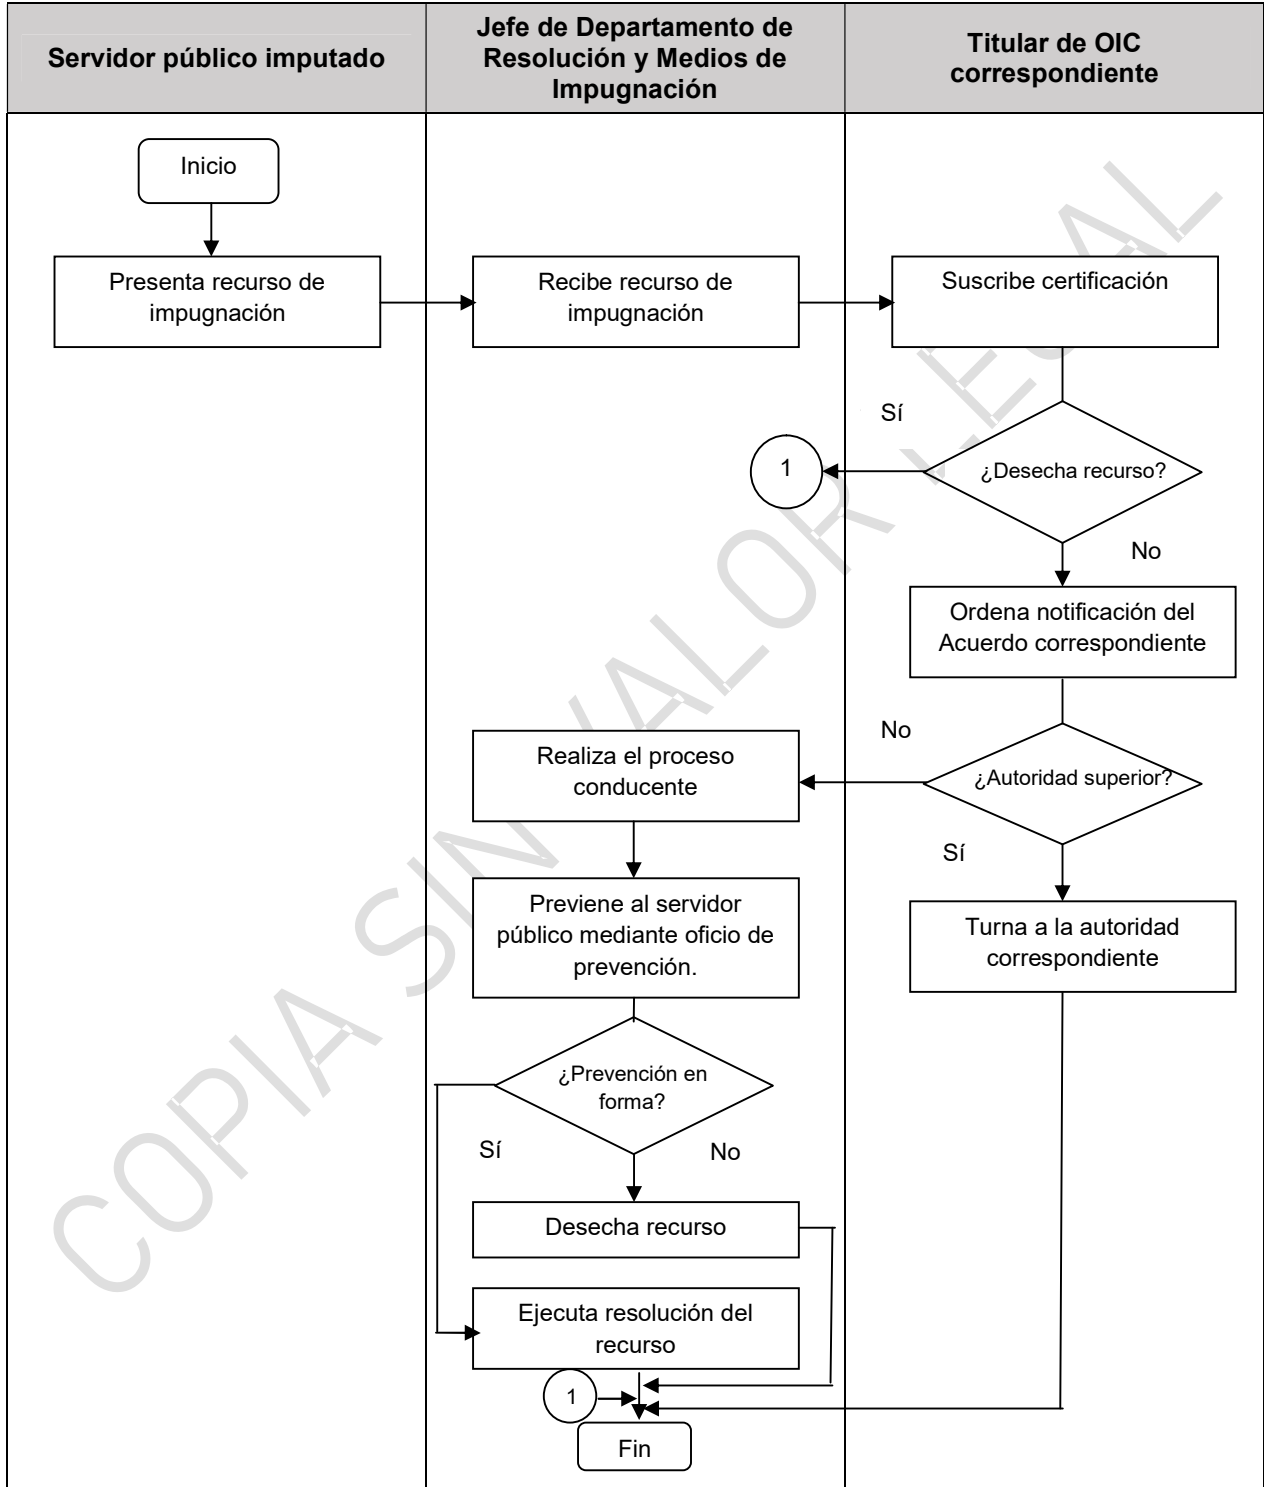 Servidor público imputado
Jefe de Departamento de
Resolución y Medios de
Impugnación
Titular de OIC
correspondiente
Inicio
Presenta recurso de
impugnación
Recibe recurso de
impugnación
Suscribe certificación
Sí
1
¿Desecha recurso?
No
Ordena notificación del
Acuerdo correspondiente
No
Realiza el proceso
conducente
¿Autoridad superior?
Sí
Previene al servidor
público mediante oficio de
prevención.
Turna a la autoridad
correspondiente
¿Prevención en
forma?
Sí
No
Desecha recurso
Ejecuta resolución del
recurso
1
Fin
COPIA SIN VALOR LEGAL